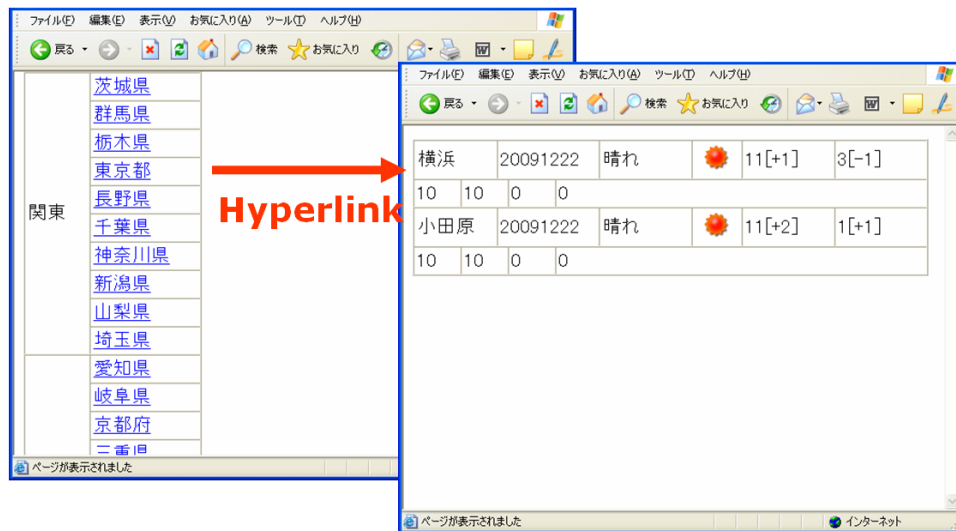 ファイル(F) 編集(E) 表示(V) お気に入り(A) ツール(T) ヘルプ(H)
戻る 検索 お気に入り W
関東
茨城県
群馬県
栃木県
東京都
長野県
千葉県
神奈川県
新潟県
山梨県
埼玉県
愛知県
岐阜県
京都府
三重県
ページが表示されました
Hyperlink
ファイル(F) 編集(E) 表示(V) お気に入り(A) ツール(T) ヘルプ(H)
戻る 検索 お気に入り W
横浜 20091222 晴れ 11[+1] 3[-1]
10 10 0 0
小田原 20091222 晴れ 11[+2] 1[+1]
10 10 0 0
ページが表示されました インターネット